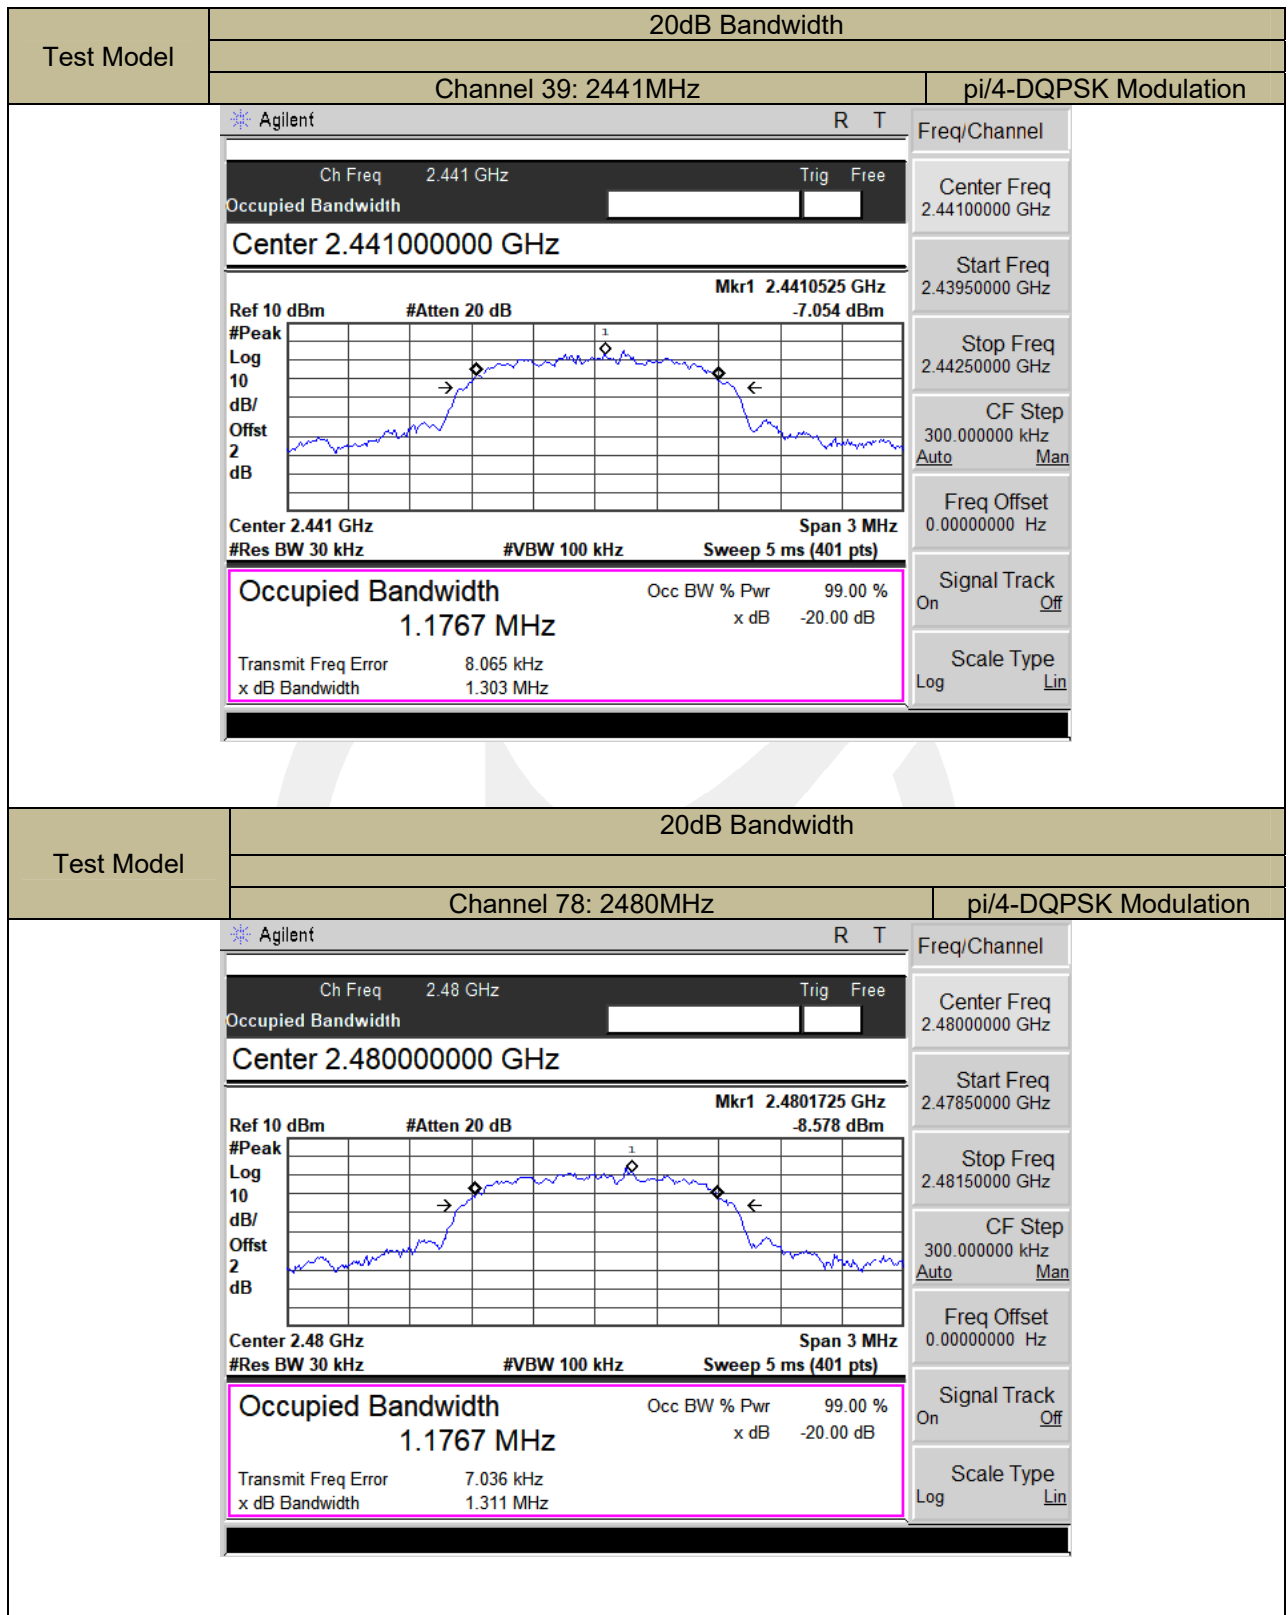 Test Model
20dB Bandwidth
Channel 39: 2441MHz
pi/4-DQPSK Modulation
Agilent
R T
Freq/Channel
Ch Freq 2.441 GHz
Trig Free
Occupied Bandwidth
Center 2.441000000 GHz
Mkr1 2.4410525 GHz
Ref 10 dBm #Atten 20 dB -7.054 dBm
#Peak
Log
10
dB/
Offst
2
dB
1
Center 2.441 GHz Span 3 MHz
#Res BW 30 kHz #VBW 100 kHz Sweep 5 ms (401 pts)
Occupied Bandwidth
1.1767 MHz
Occ BW % Pwr 99.00 %
x dB -20.00 dB
Transmit Freq Error 8.065 kHz
x dB Bandwidth 1.303 MHz
Center Freq
2.44100000 GHz
Start Freq
2.43950000 GHz
Stop Freq
2.44250000 GHz
CF Step
300.000000 kHz
Auto Man
Freq Offset
0.00000000 Hz
Signal Track
On Off
Scale Type
Log Lin
Test Model
20dB Bandwidth
Channel 78: 2480MHz
pi/4-DQPSK Modulation
Agilent
R T
Freq/Channel
Ch Freq 2.48 GHz
Trig Free
Occupied Bandwidth
Center 2.480000000 GHz
Mkr1 2.4801725 GHz
Ref 10 dBm #Atten 20 dB -8.578 dBm
#Peak
Log
10
dB/
Offst
2
dB
1
Center 2.48 GHz Span 3 MHz
#Res BW 30 kHz #VBW 100 kHz Sweep 5 ms (401 pts)
Occupied Bandwidth
1.1767 MHz
Occ BW % Pwr 99.00 %
x dB -20.00 dB
Transmit Freq Error 7.036 kHz
x dB Bandwidth 1.311 MHz
Center Freq
2.48000000 GHz
Start Freq
2.47850000 GHz
Stop Freq
2.48150000 GHz
CF Step
300.000000 kHz
Auto Man
Freq Offset
0.00000000 Hz
Signal Track
On Off
Scale Type
Log Lin